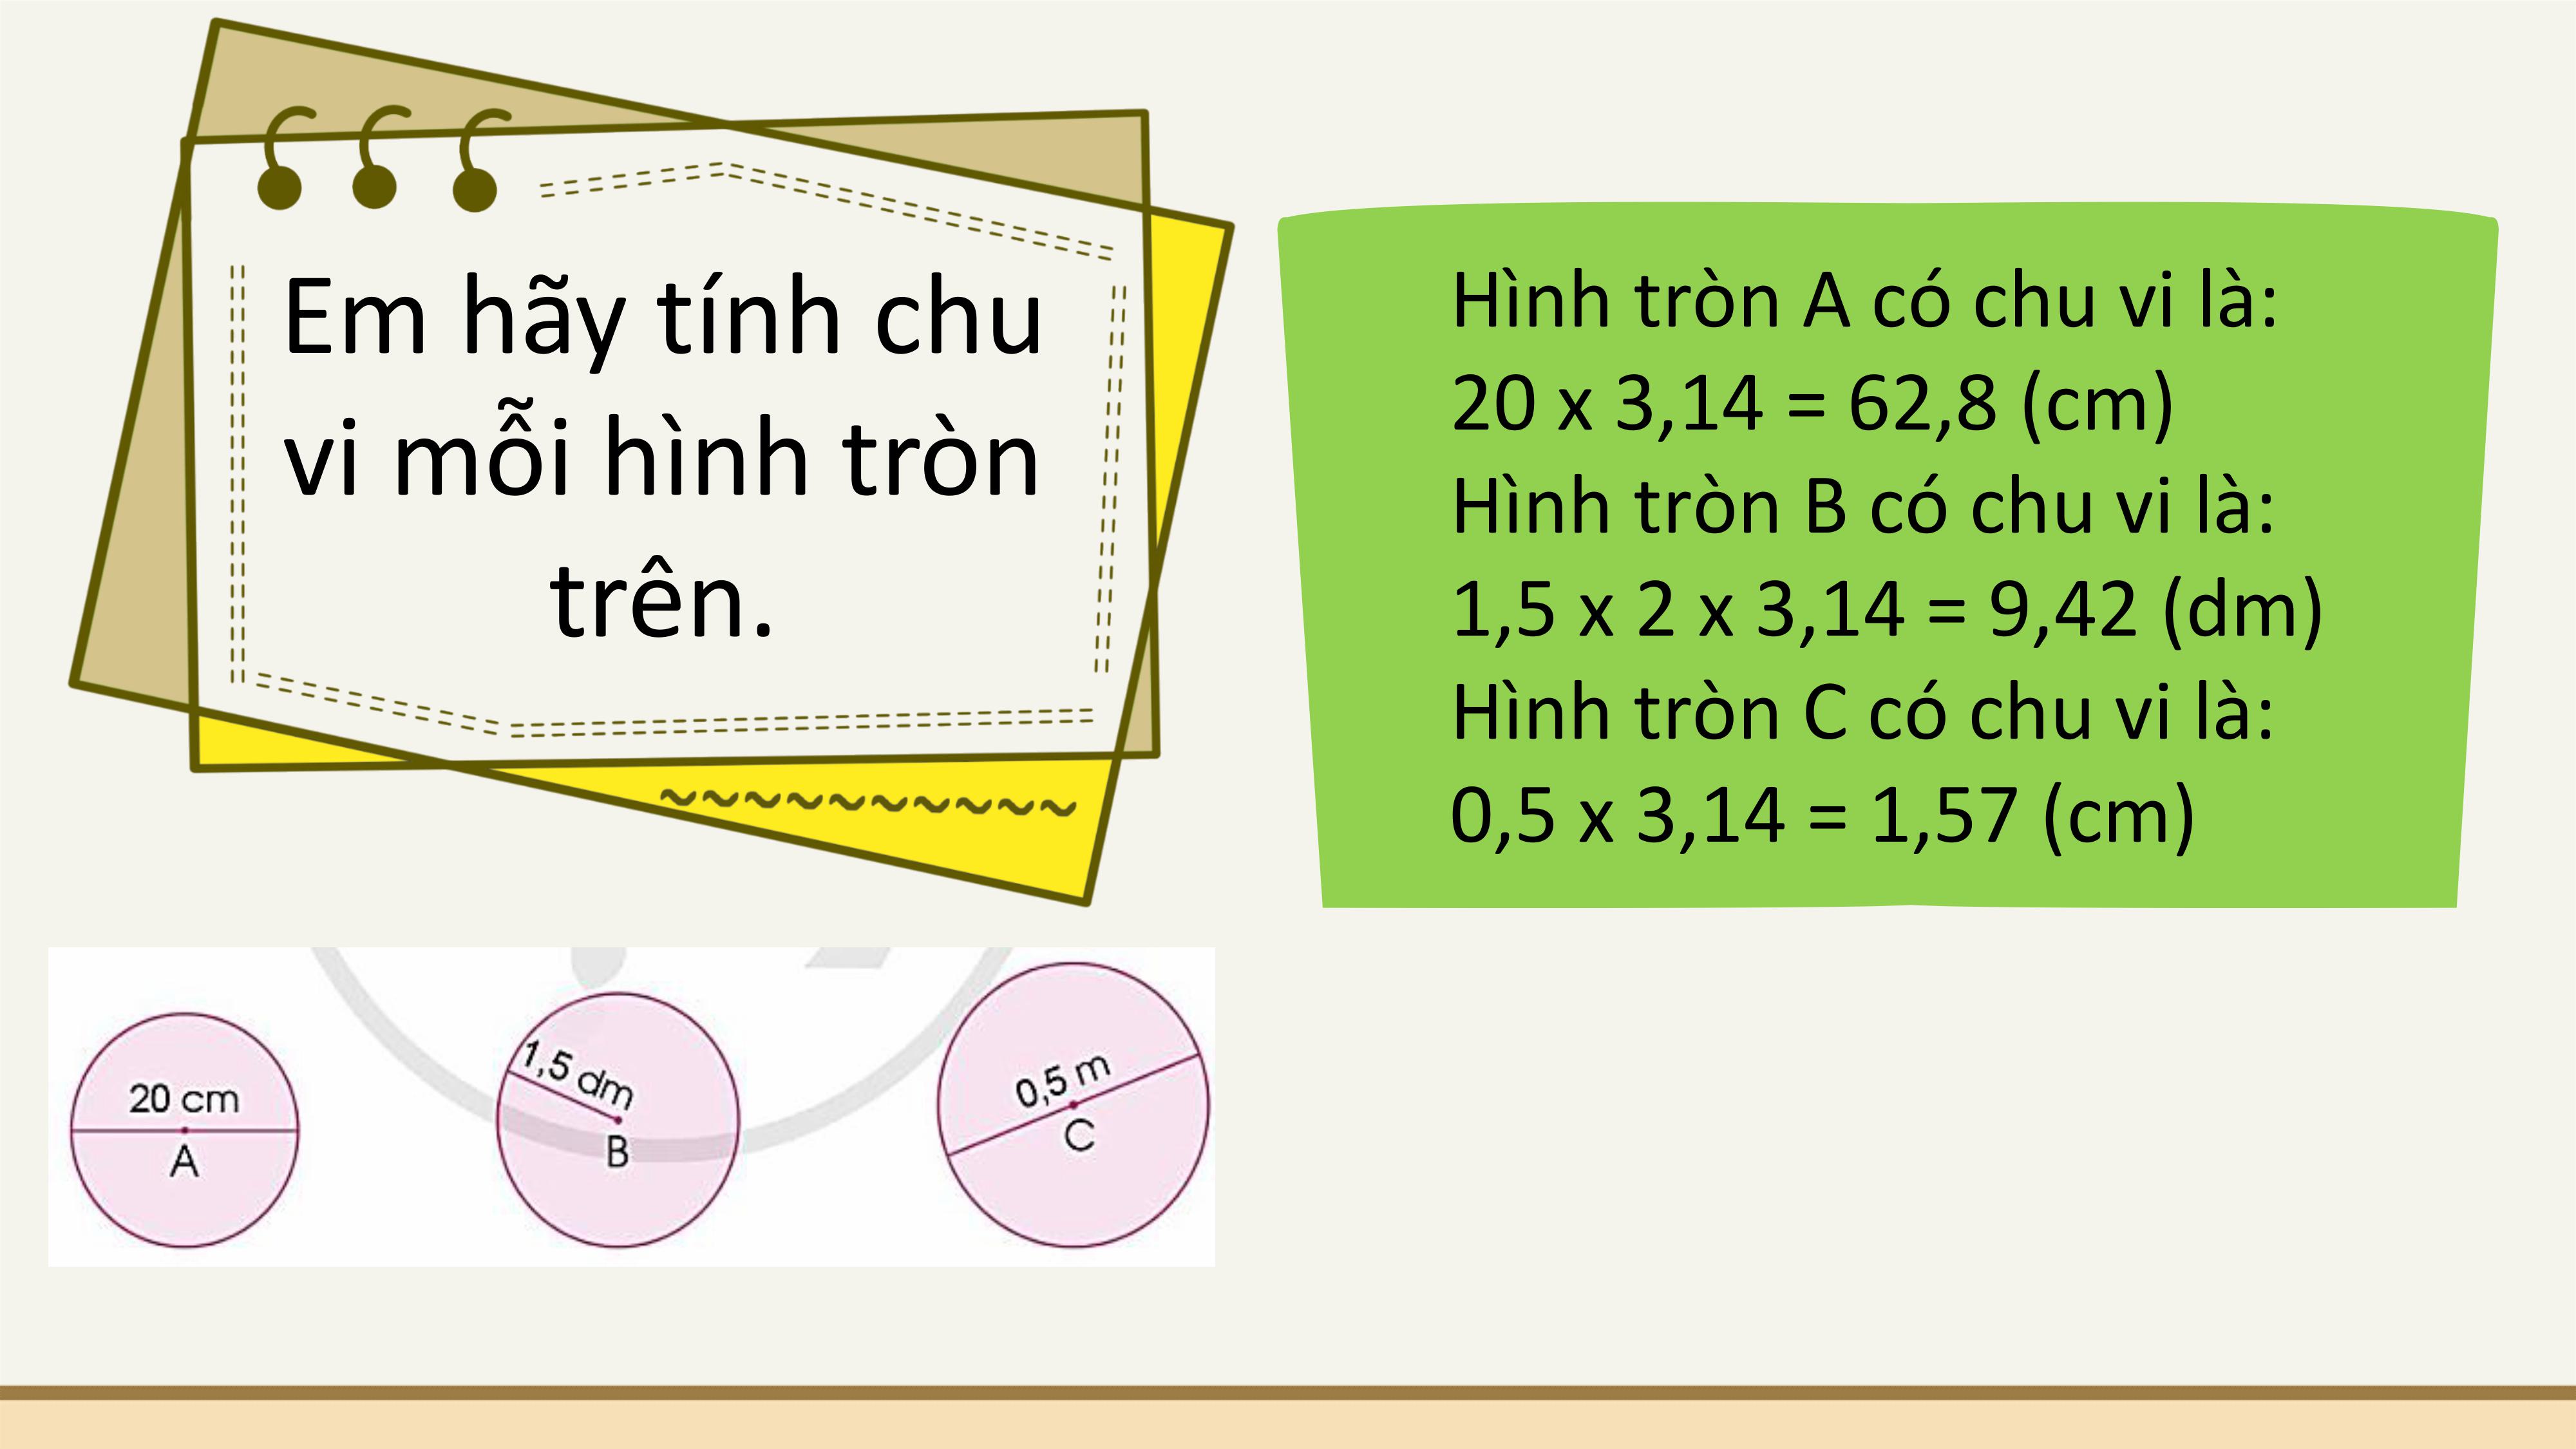 Em hãy tính chu
vi mỗi hình tròn
trên.
Hình tròn A có chu vi là:
20 x 3,14 = 62,8 (cm)
Hình tròn B có chu vi là:
1,5 x 2 x 3,14 = 9,42 (dm)
Hình tròn C có chu vi là:
0,5 x 3,14 = 1,57 (cm)
20 cm
A
1,5 dm
B
0,5 m
C